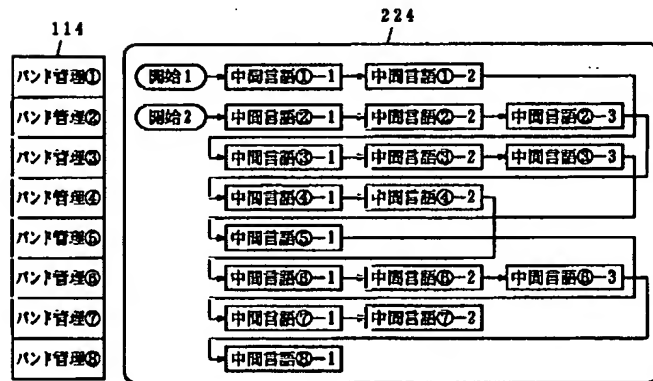 114
224
バンド管理① 開始1 中間言語①-1 中間言語①-2
バンド管理② 開始2 中間言語②-1 中間言語②-2 中間言語②-3
バンド管理③ 中間言語③-1 中間言語③-2 中間言語③-3
バンド管理④ 中間言語④-1 中間言語④-2
バンド管理⑤ 中間言語⑤-1
バンド管理⑥ 中間言語⑥-1 中間言語⑥-2 中間言語⑥-3
バンド管理⑦ 中間言語⑦-1 中間言語⑦-2
バンド管理⑧ 中間言語⑧-1